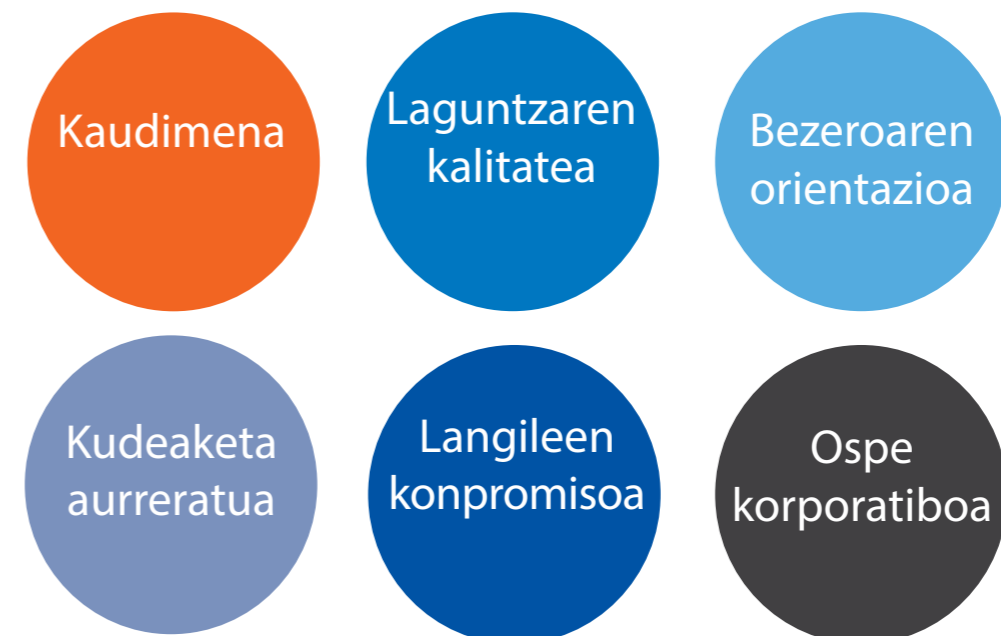 Kaudimena
Laguntzaren
kalitatea
Bezeroaren
orientazioa
Kudeaketa
aurreratua
Langileen
konpromisoa
Ospe
korporatiboa